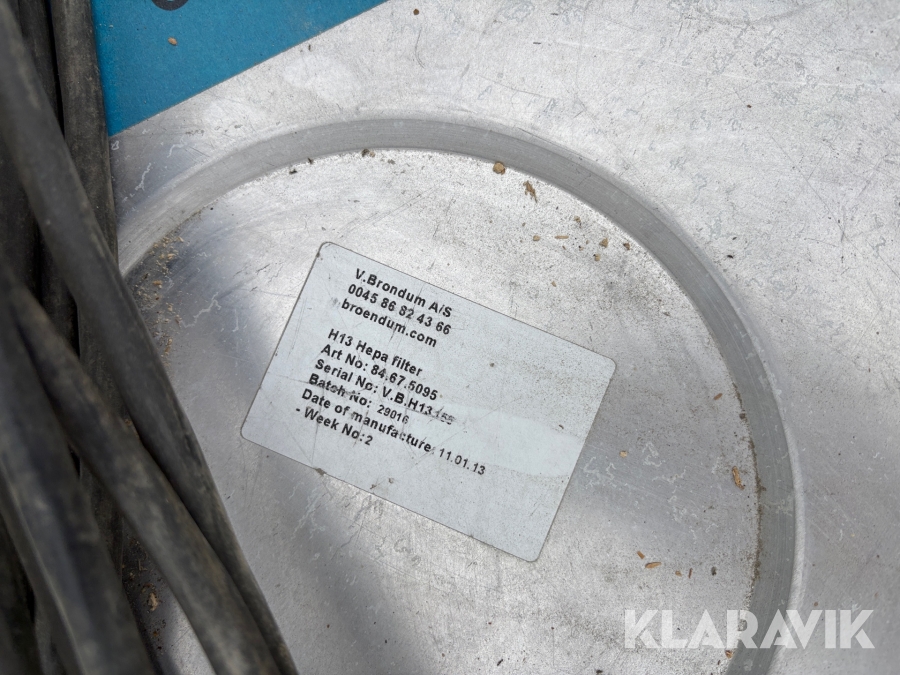 V.Brondum A/S
0045 86 82 43 66
broendum.com
H13 Hepa filter
Art No: 84.67.5095
Serial No: V.B.H13.155
Batch No: 29016
Date of manufacture: 11.01.13
- Week No:2
KLARAVIK